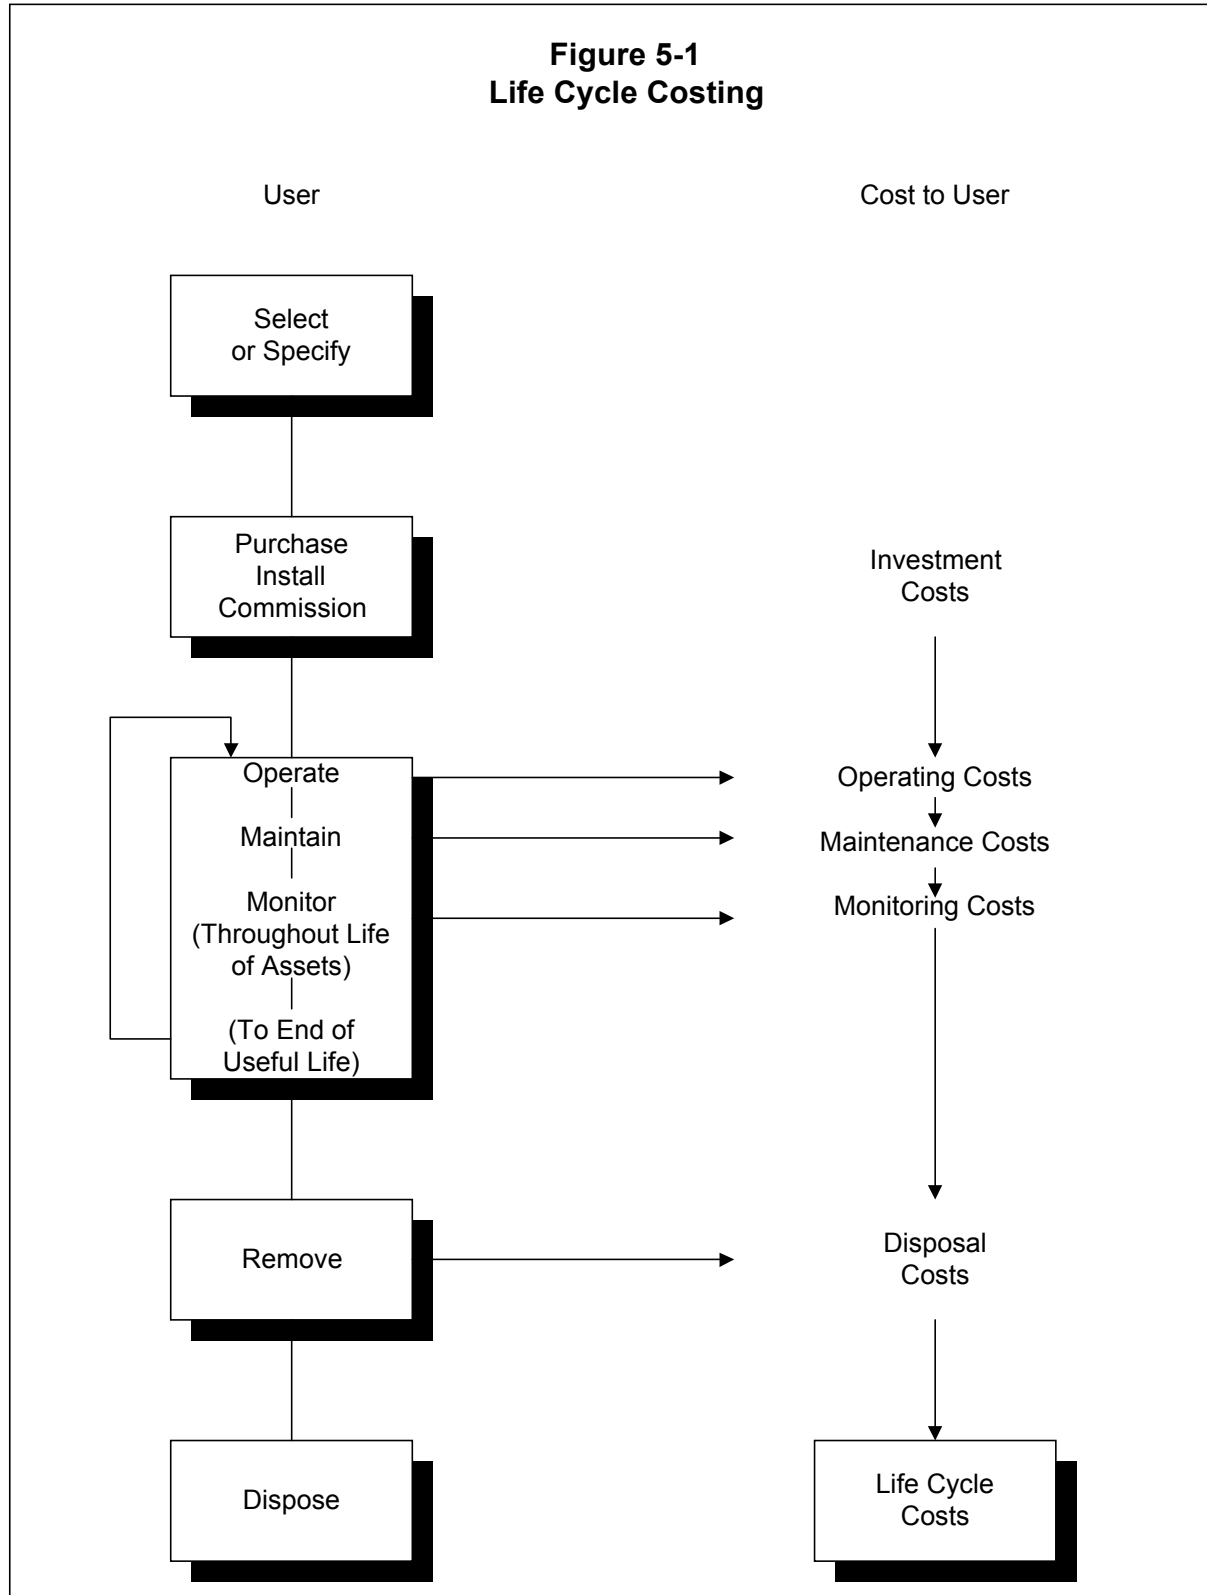 Figure 5-1
Life Cycle Costing
User
Cost to User
Select
or Specify
Purchase
Install
Commission
Investment
Costs
Operate
Maintain
Monitor
(Throughout Life
of Assets)
(To End of
Useful Life)
Operating Costs
Maintenance Costs
Monitoring Costs
Remove
Disposal
Costs
Dispose
Life Cycle
Costs